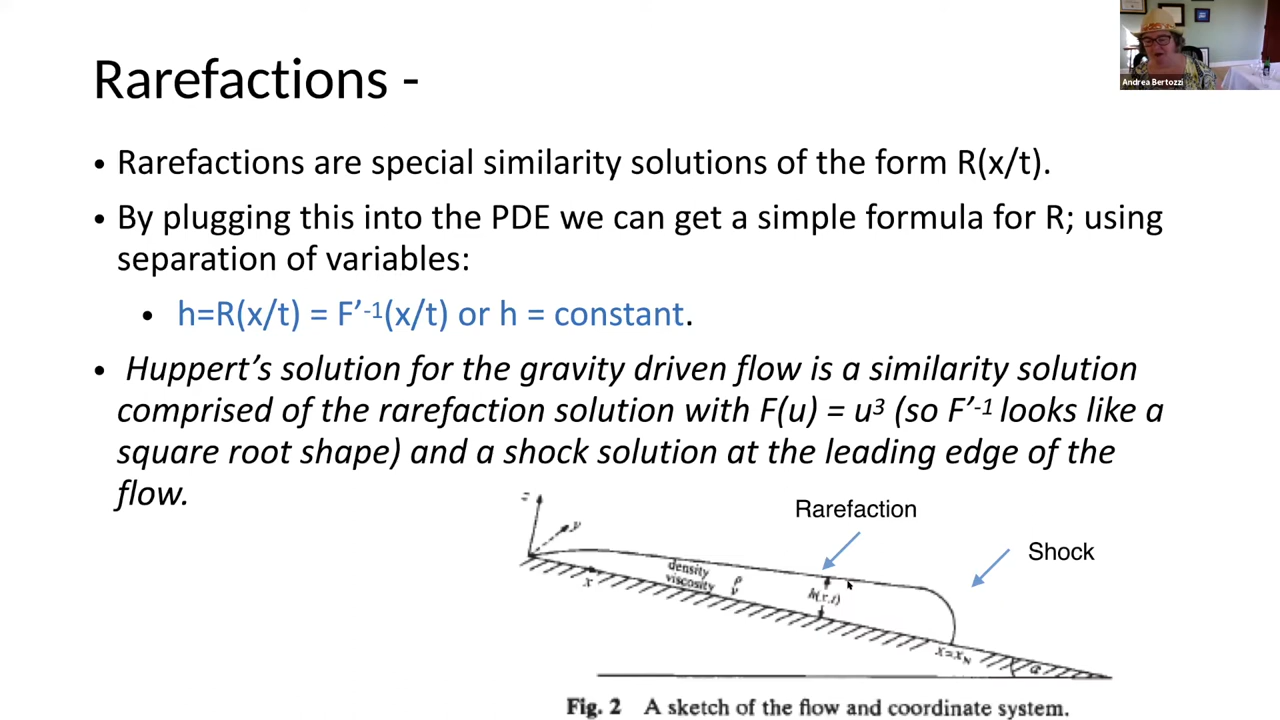 Andrea Bertozzi
Rarefactions -
• Rarefactions are special similarity solutions of the form R(x/t).
• By plugging this into the PDE we can get a simple formula for R; using
separation of variables:
• h=R(x/t) = F’⁻¹(x/t) or h = constant.
• Huppert’s solution for the gravity driven flow is a similarity solution
comprised of the rarefaction solution with F(u) = u³ (so F’⁻¹ looks like a
square root shape) and a shock solution at the leading edge of the
flow.
Rarefaction
Shock
z
y
x
density ρ
viscosity ν
h(x,t)
x=x_N
α
Fig. 2 A sketch of the flow and coordinate system.